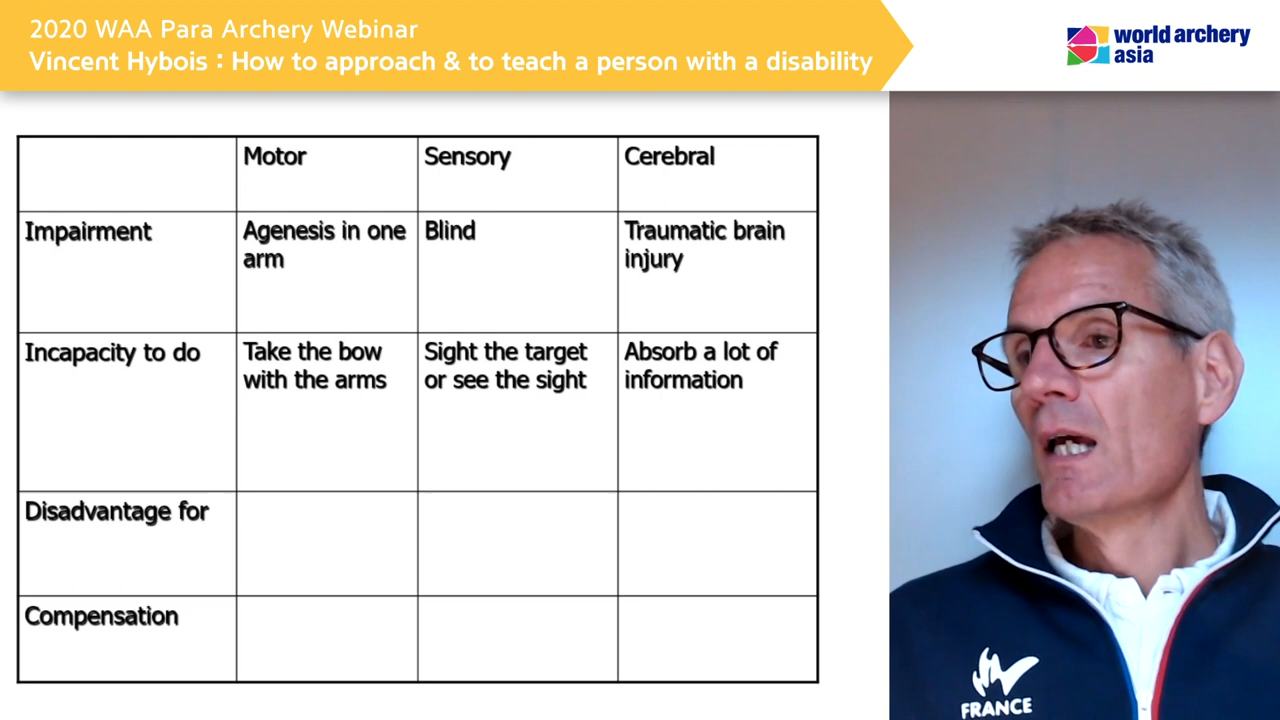 2020 WAA Para Archery Webinar
Vincent Hybois : How to approach & to teach a person with a disability
world archery
asia
Motor
Sensory
Cerebral
Impairment
Agenesis in one
arm
Blind
Traumatic brain
injury
Incapacity to do
Take the bow
with the arms
Sight the target
or see the sight
Absorb a lot of
information
Disadvantage for
Compensation
FRANCE